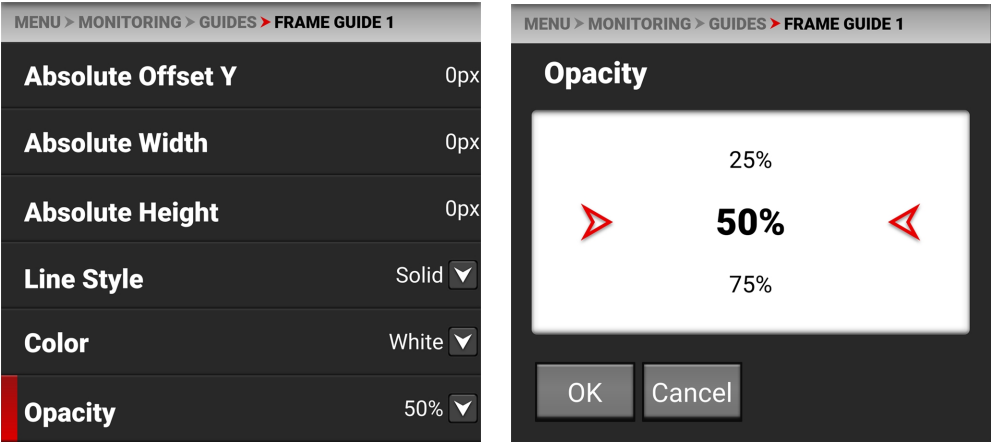 MENU > MONITORING > GUIDES > FRAME GUIDE 1
Absolute Offset Y 0px
Absolute Width 0px
Absolute Height 0px
Line Style Solid
Color White
Opacity 50%
MENU > MONITORING > GUIDES > FRAME GUIDE 1
Opacity
25%
50%
75%
OK Cancel